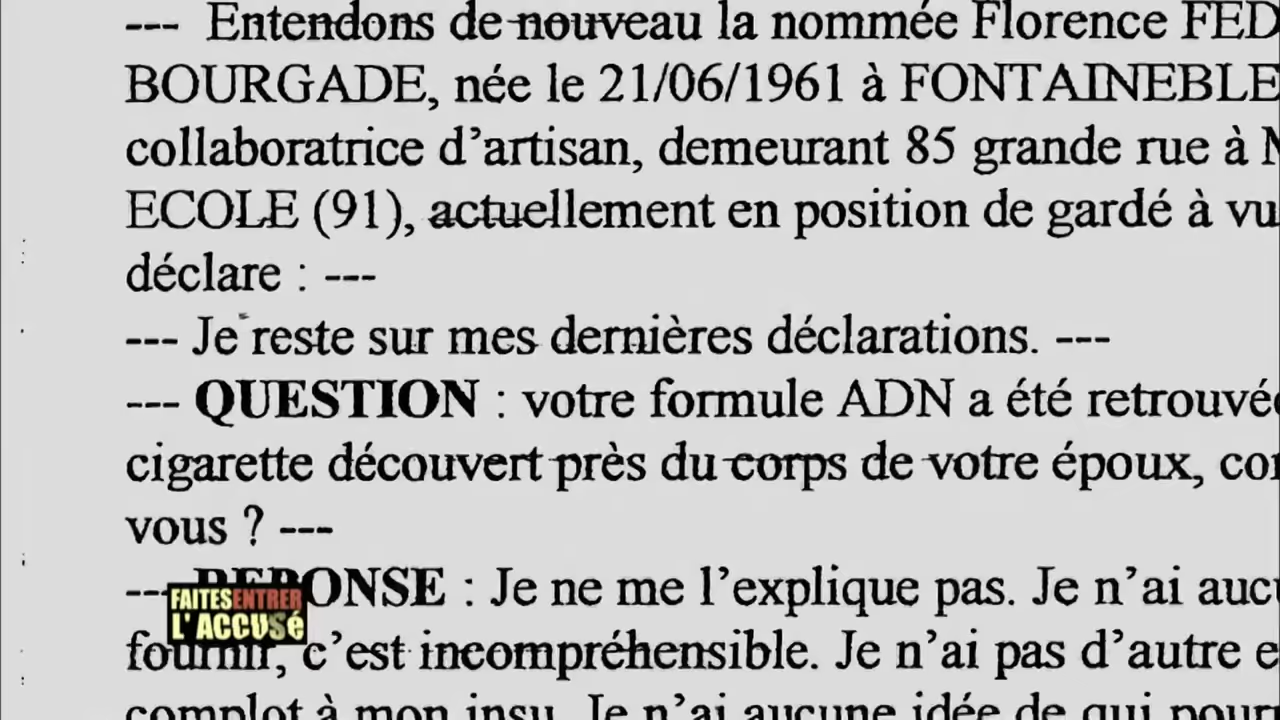 --- Entendons de nouveau la nommée Florence FED
BOURGADE, née le 21/06/1961 à FONTAINEBLE
collaboratrice d'artisan, demeurant 85 grande rue à M
ECOLE (91), actuellement en position de gardé à vu
déclare : ---
--- Je reste sur mes dernières déclarations. ---
--- QUESTION : votre formule ADN a été retrouvée
cigarette découvert près du corps de votre époux, con
vous ? ---
--- REPONSE : Je ne me l'explique pas. Je n'ai aucu
fournir, c'est incompréhensible. Je n'ai pas d'autre e
complot à mon insu. Je n'ai aucune idée de qui pourr
FAITES ENTRER
L'ACCUSé